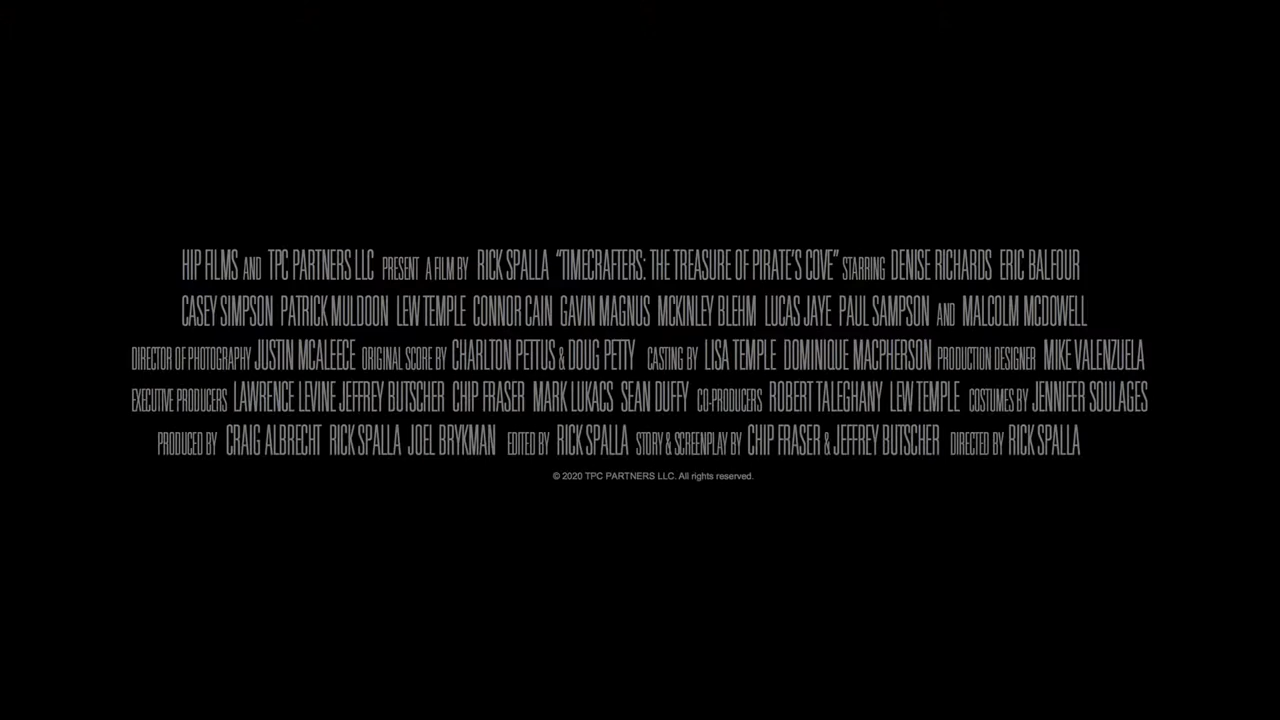 HIP FILMS AND TPC PARTNERS LLC PRESENT A FILM BY RICK SPALLA "TIMECRAFTERS: THE TREASURE OF PIRATE'S COVE" STARRING DENISE RICHARDS ERIC BALFOUR
CASEY SIMPSON PATRICK MULDOON LEW TEMPLE CONNOR CAIN GAVIN MAGNUS MCKINLEY BLEHM LUCAS JAYE PAUL SAMPSON AND MALCOLM MCDOWELL
DIRECTOR OF PHOTOGRAPHY JUSTIN MCALEECE ORIGINAL SCORE BY CHARLTON PETTUS & DOUG PETTY CASTING BY LISA TEMPLE DOMINIQUE MACPHERSON PRODUCTION DESIGNER MIKE VALENZUELA
EXECUTIVE PRODUCERS LAWRENCE LEVINE JEFFREY BUTSCHER CHIP FRASER MARK LUKACS SEAN DUFFY CO-PRODUCERS ROBERT TALEGHANY LEW TEMPLE COSTUMES BY JENNIFER SOULAGES
PRODUCED BY CRAIG ALBRECHT RICK SPALLA JOEL BRYKMAN EDITED BY RICK SPALLA STORY & SCREENPLAY BY CHIP FRASER & JEFFREY BUTSCHER DIRECTED BY RICK SPALLA
© 2020 TPC PARTNERS LLC. All rights reserved.